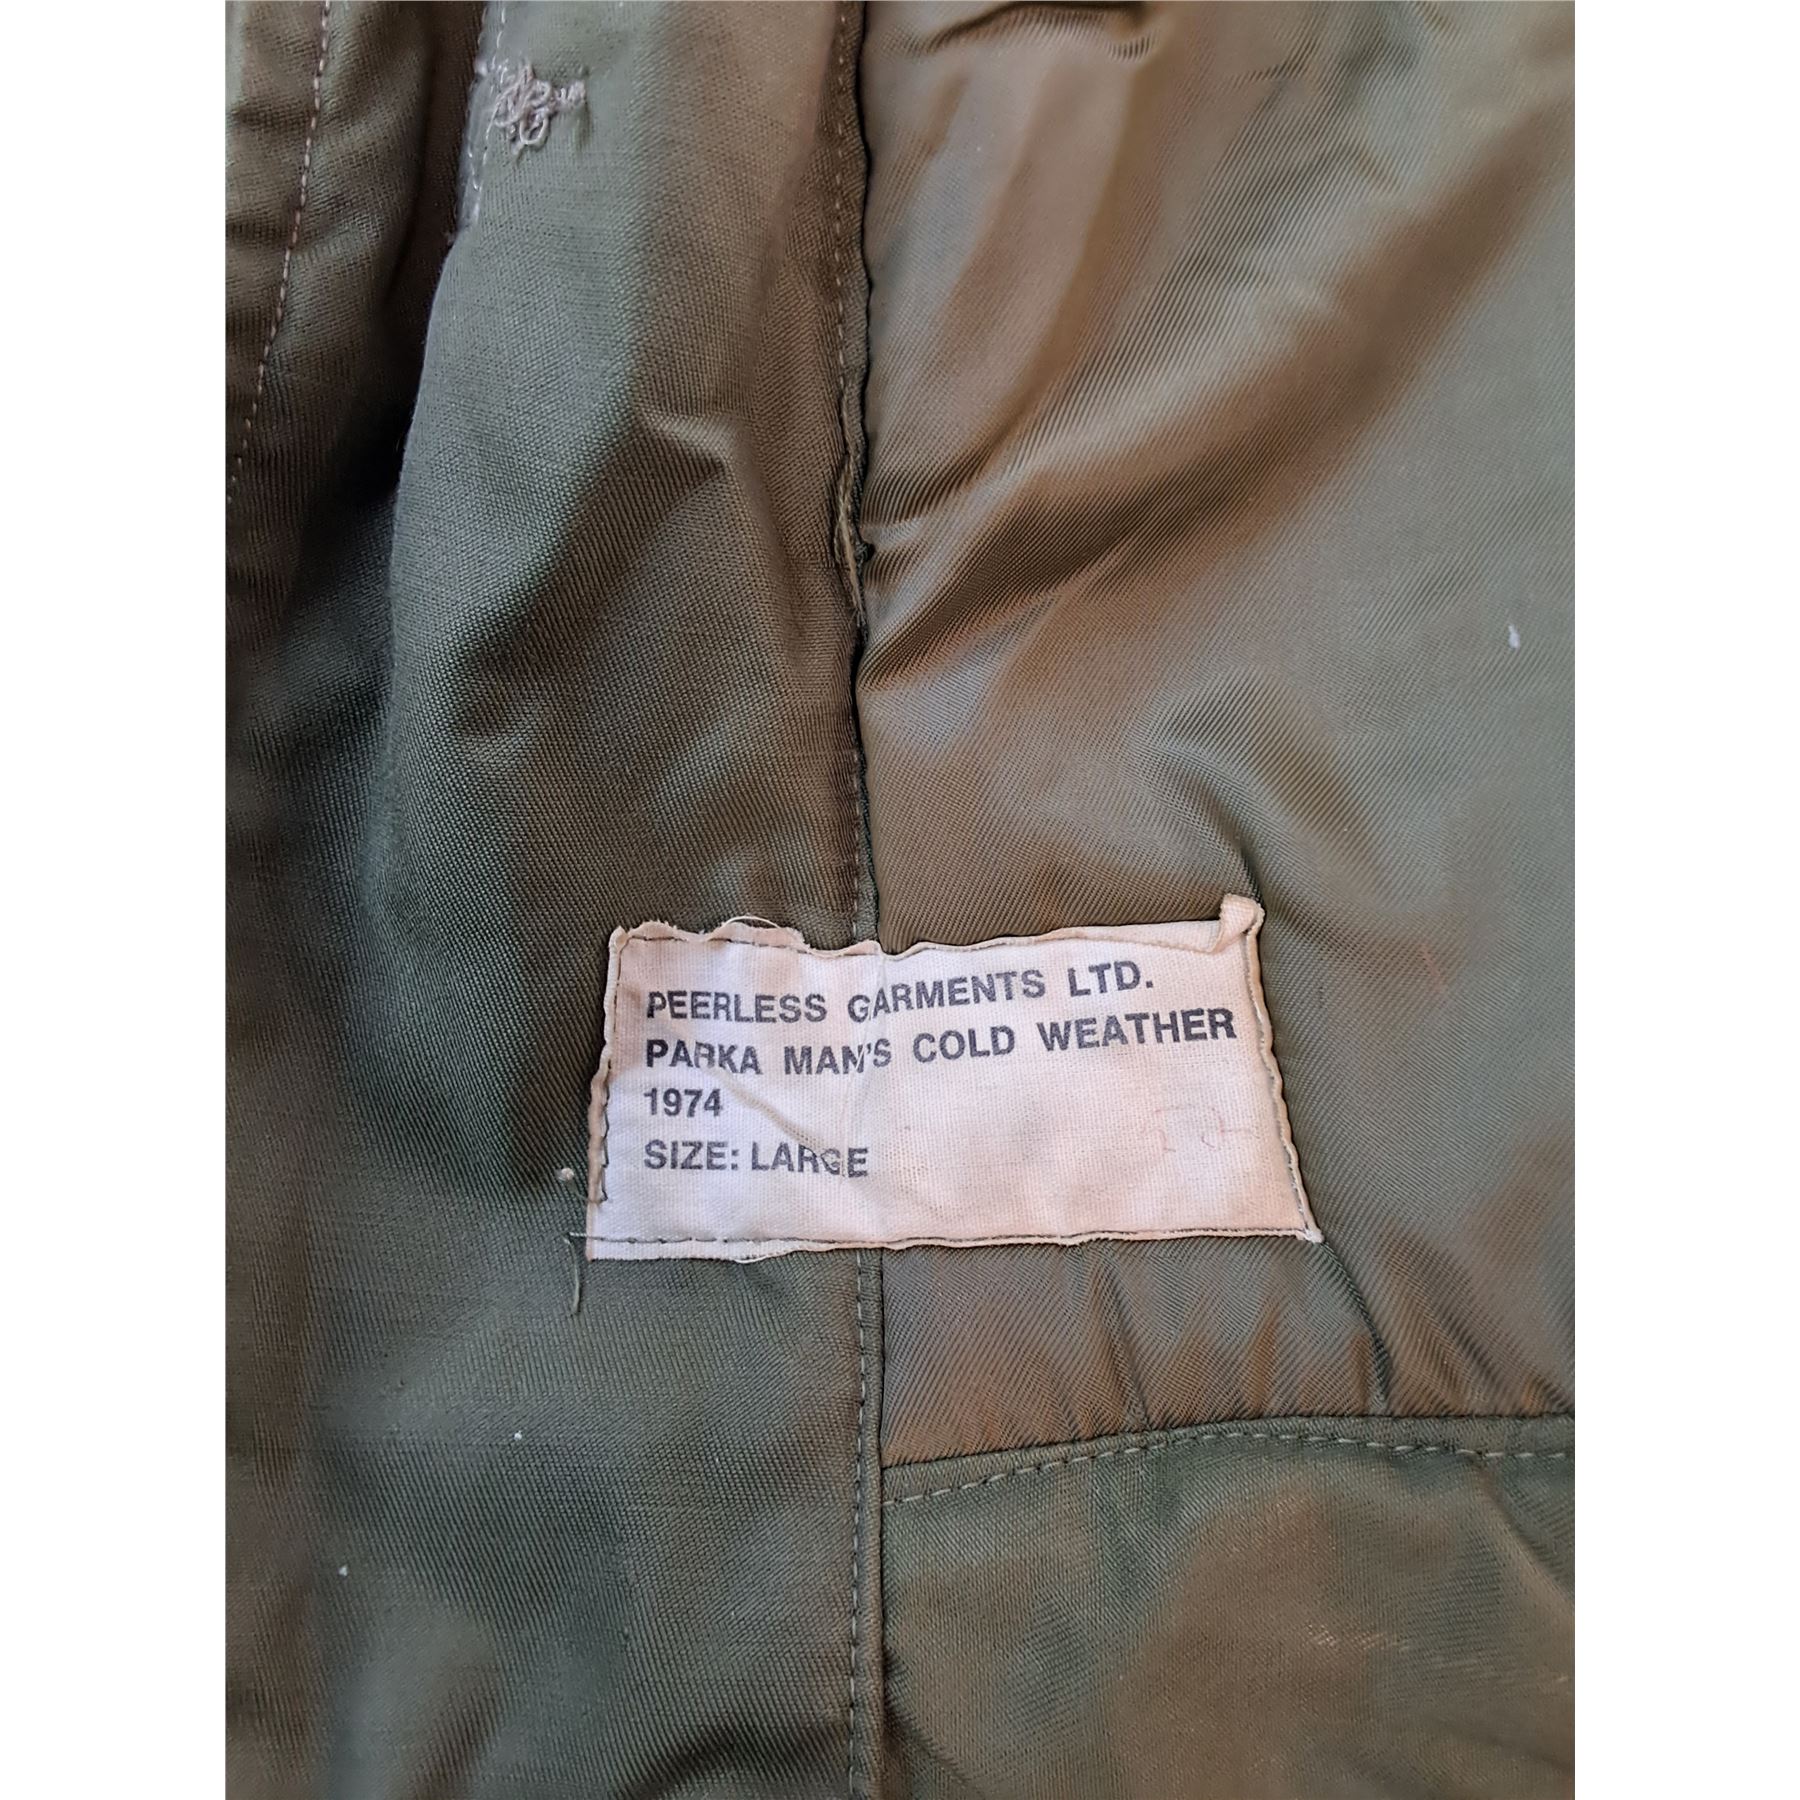 PEERLESS GARMENTS LTD.
PARKA MAN'S COLD WEATHER
1974
SIZE: LARGE